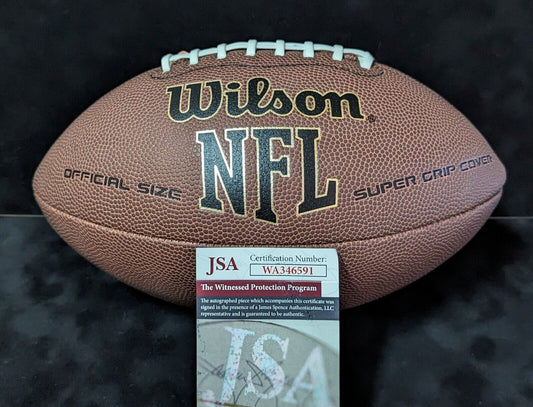 Wilson®
NFL
OFFICIAL SIZE
SUPER GRIP COVER
JSA
Certification Number:
WA346591
The Witnessed Protection Program
The autographed piece which accompanies this certificate was
signed in the presence of a James Spence Authentication, LLC
representative and is guaranteed to be authentic.
JSA